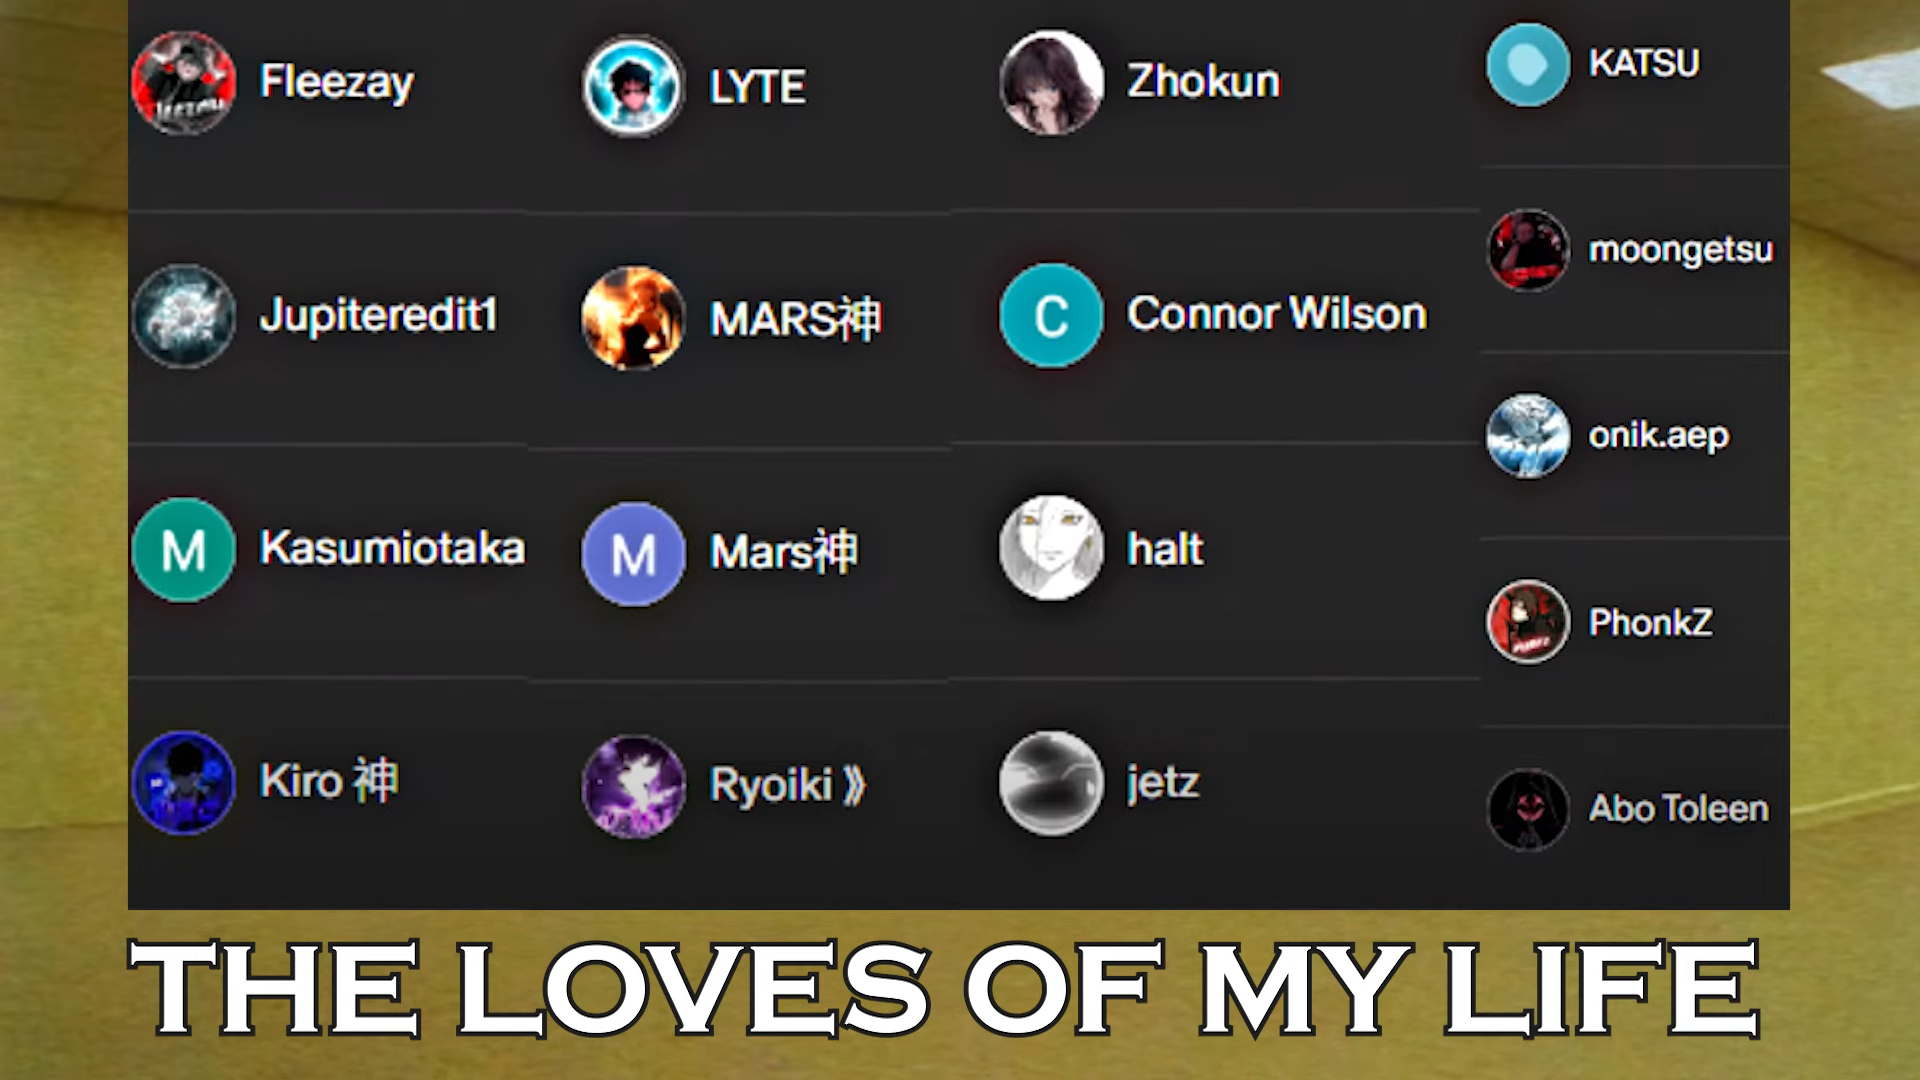 Fleezay
LYTE
Zhokun
KATSU
Jupiteredit1
MARS神
C
Connor Wilson
moongetsu
M
Kasumiotaka
M
Mars神
halt
onik.aep
PhonkZ
Kiro 神
Ryoiki 》
jetz
Abo Toleen
THE LOVES OF MY LIFE